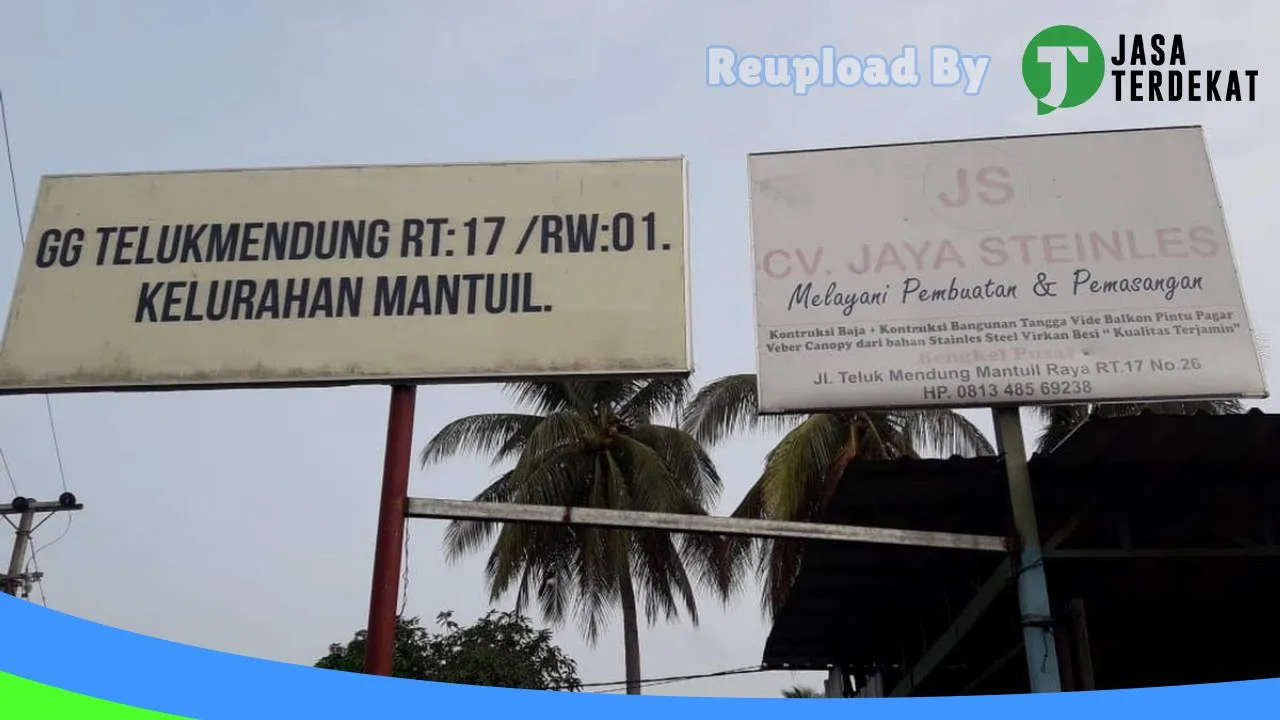 Reupload By
JASA
TERDEKAT
GG TELUKMENDUNG RT:17 /RW:01.
KELURAHAN MANTUIL.
JS
CV. JAYA STEINLES
Melayani Pembuatan & Pemasangan
Kontruksi Baja + Kontruksi Bangunan Tangga Vide Balkon Pintu Pagar
Veber Canopy dari bahan Stainles Steel Virkan Besi “ Kualitas Terjamin”
Bengkel Pusat
Jl. Teluk Mendung Mantuil Raya RT.17 No.26
HP. 0813 485 69238